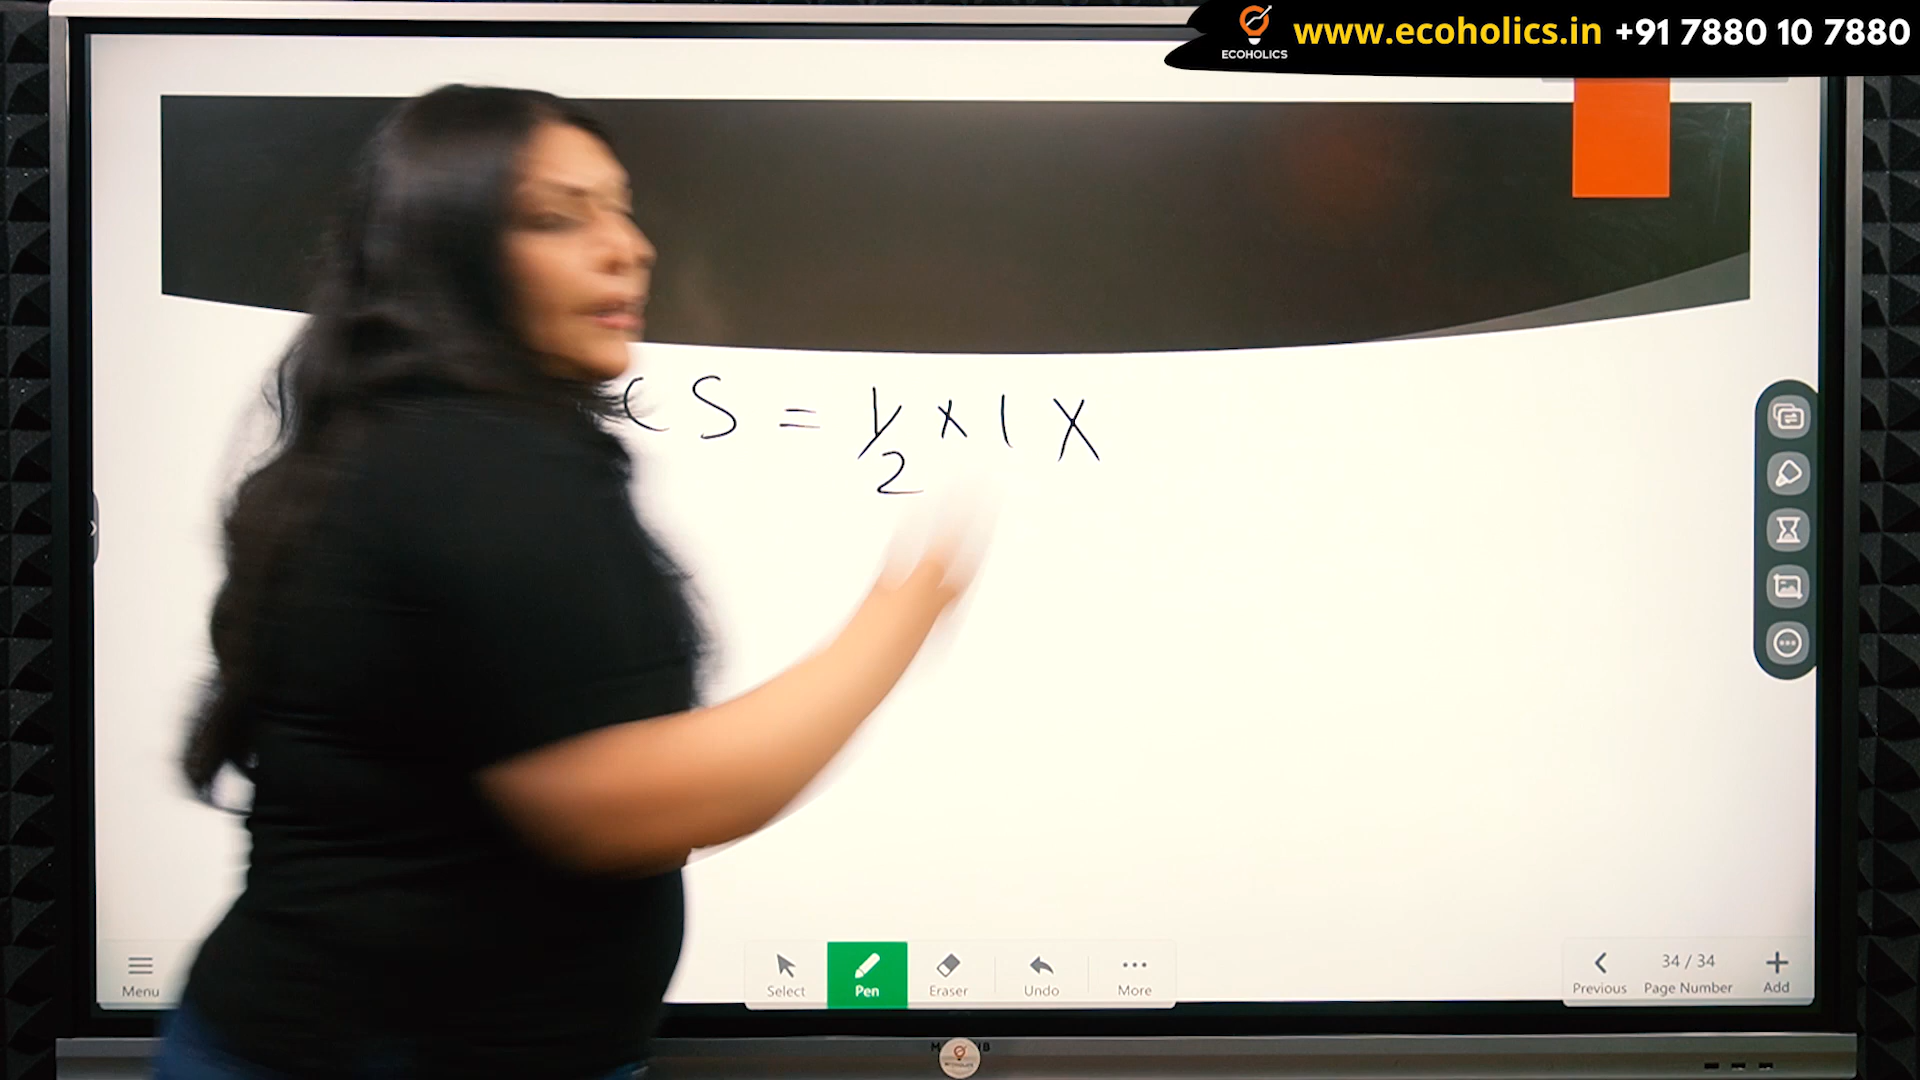 www.ecoholics.in +91 7880 10 7880
ECOHOLICS
CS = 1/2 × 1 ×
Menu
Select
Pen
Eraser
Undo
More
Previous
34 / 34
Page Number
Add